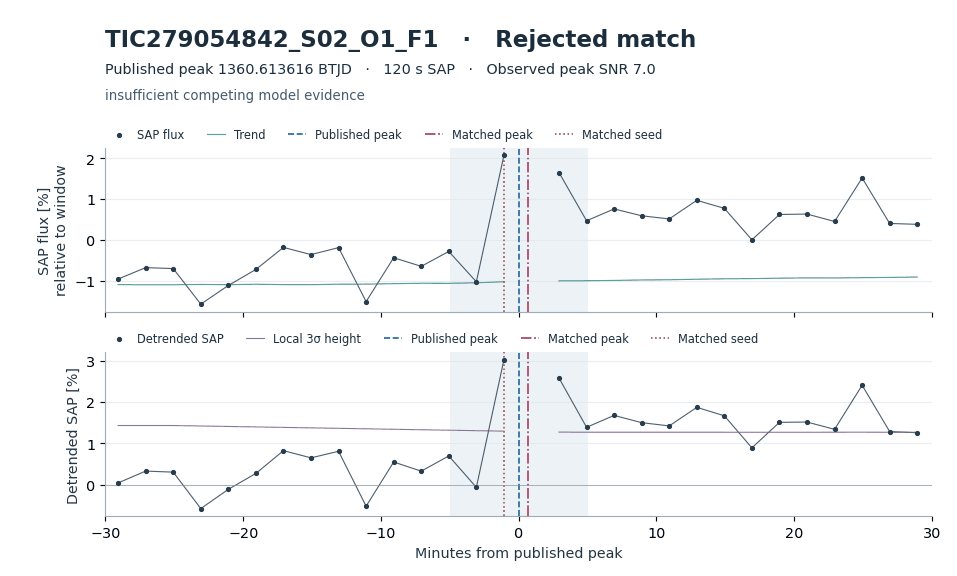 TIC279054842_S02_O1_F1 · Rejected match
Published peak 1360.613616 BTJD · 120 s SAP · Observed peak SNR 7.0
insufficient competing model evidence
SAP flux Trend Published peak Matched peak Matched seed
SAP flux [%]
relative to window
2
1
0
−1
Detrended SAP Local 3σ height Published peak Matched peak Matched seed
Detrended SAP [%]
3
2
1
0
−30 −20 −10 0 10 20 30
Minutes from published peak